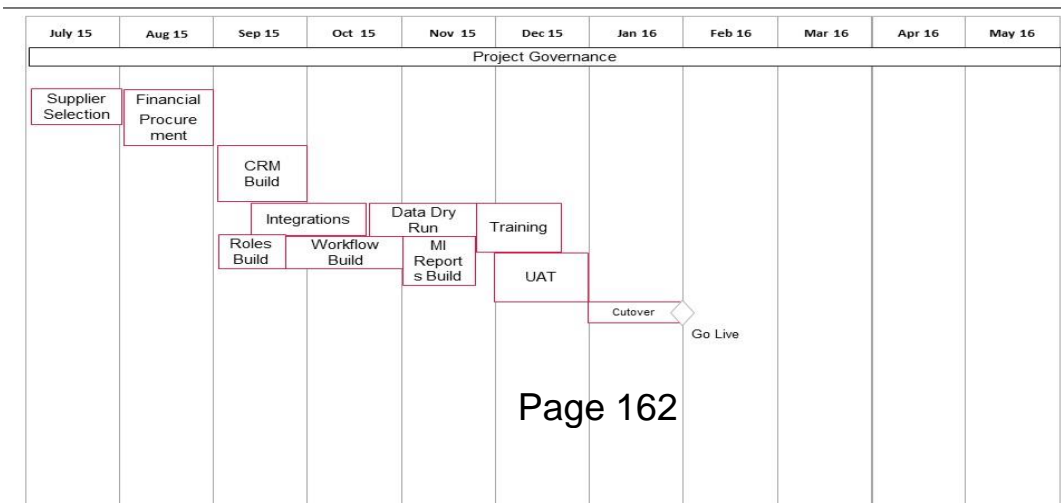 July 15 Aug 15 Sep 15 Oct 15 Nov 15 Dec 15 Jan 16 Feb 16 Mar 16 Apr 16 May 16
Project Governance
Supplier
Selection
Financial
Procure
ment
CRM
Build
Integrations
Data Dry
Run
Training
Roles
Build
Workflow
Build
MI
Report
s Build
UAT
Cutover
Go Live
Page 162